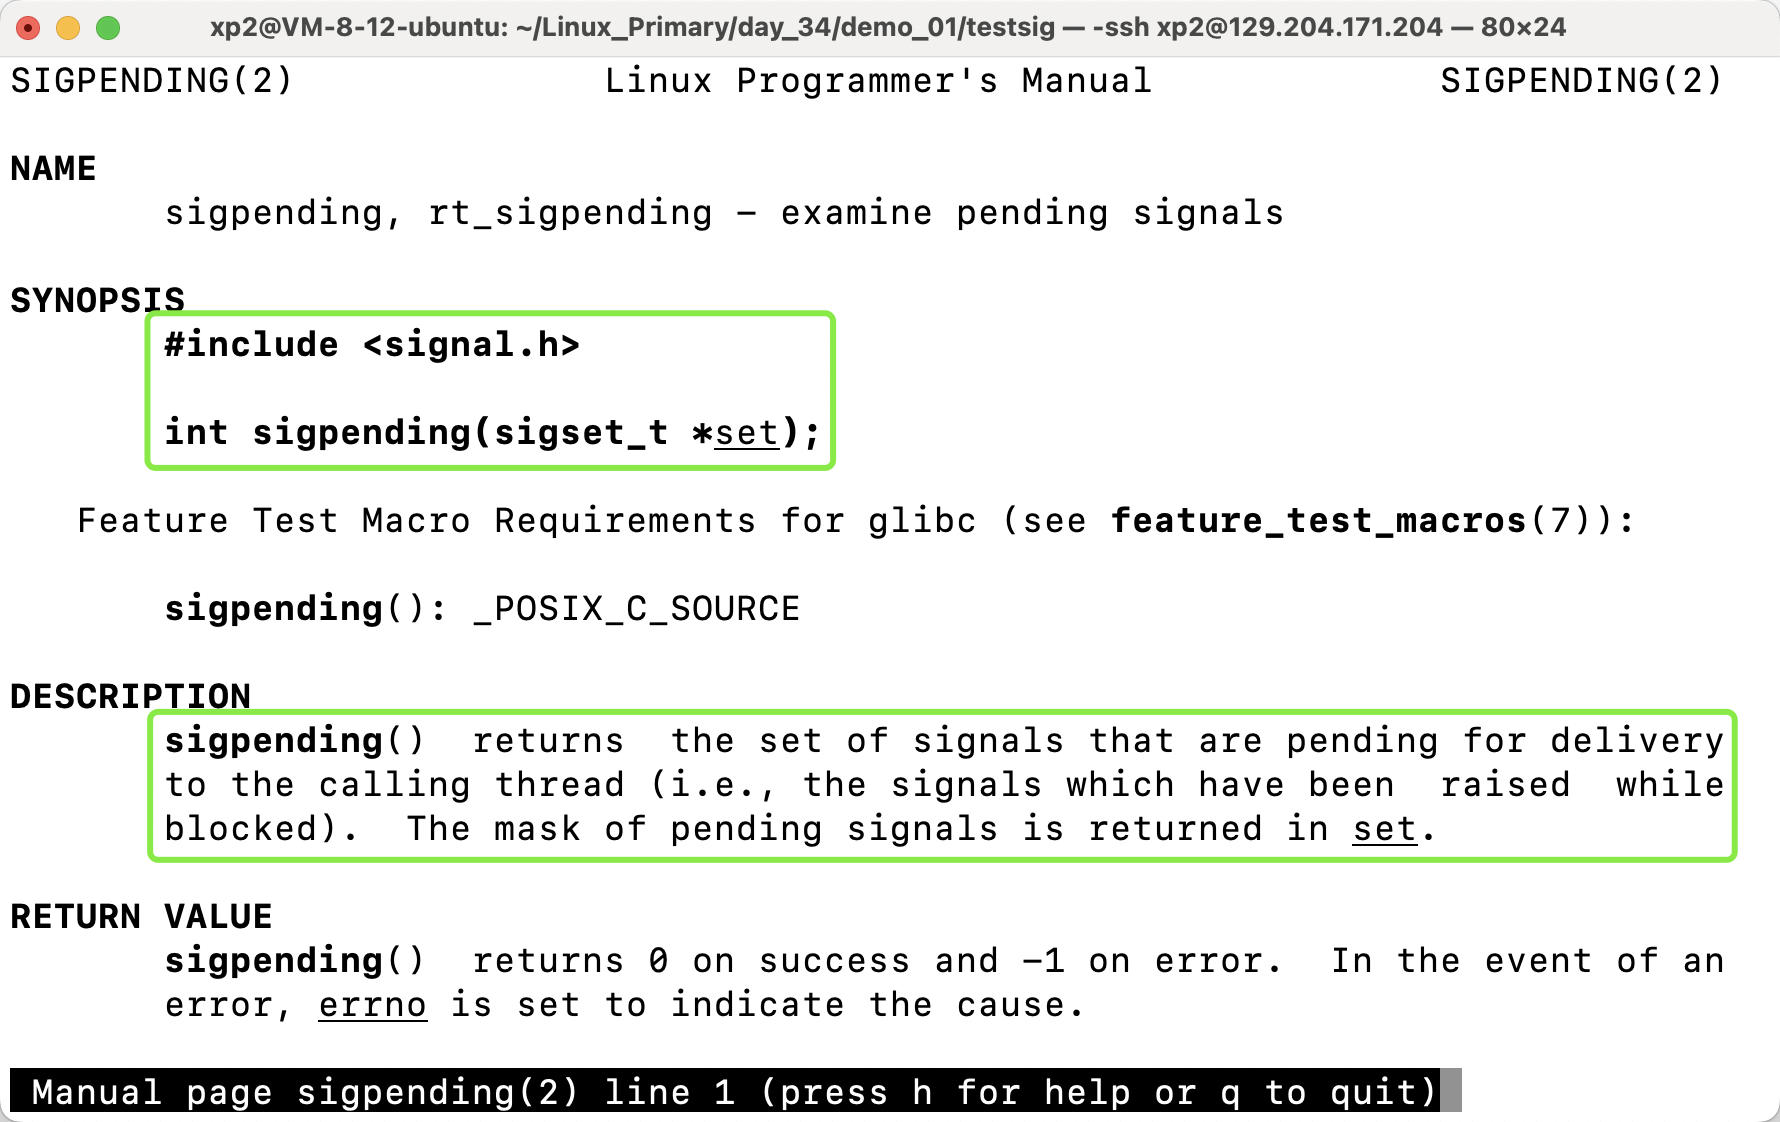 xp2@VM-8-12-ubuntu: ~/Linux_Primary/day_34/demo_01/testsig — -ssh xp2@129.204.171.204 — 80×24
SIGPENDING(2) Linux Programmer's Manual SIGPENDING(2)
NAME
sigpending, rt_sigpending – examine pending signals
SYNOPSIS
#include <signal.h>
int sigpending(sigset_t *set);
Feature Test Macro Requirements for glibc (see feature_test_macros(7)):
sigpending(): _POSIX_C_SOURCE
DESCRIPTION
sigpending() returns the set of signals that are pending for delivery
to the calling thread (i.e., the signals which have been raised while
blocked). The mask of pending signals is returned in set.
RETURN VALUE
sigpending() returns 0 on success and –1 on error. In the event of an
error, errno is set to indicate the cause.
Manual page sigpending(2) line 1 (press h for help or q to quit)